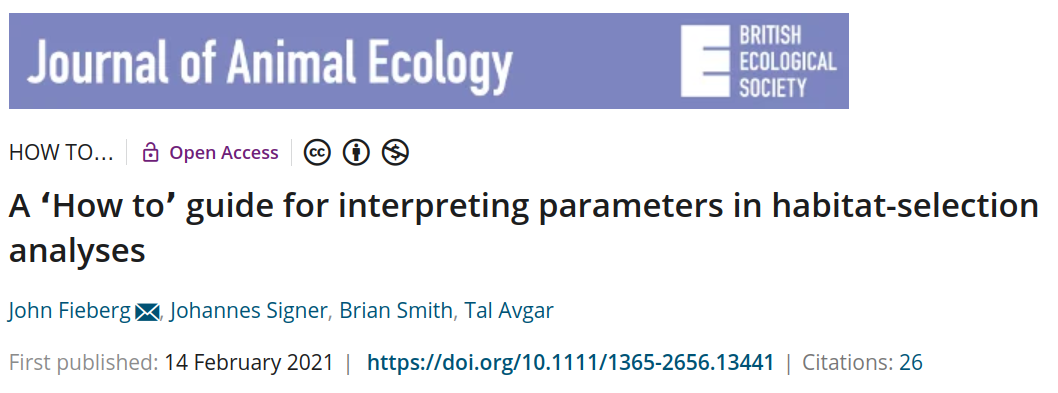 Journal of Animal Ecology
BRITISH
ECOLOGICAL
SOCIETY
HOW TO... Open Access cc
A ‘How to’ guide for interpreting parameters in habitat-selection
analyses
John Fieberg, Johannes Signer, Brian Smith, Tal Avgar
First published: 14 February 2021 | https://doi.org/10.1111/1365-2656.13441 | Citations: 26